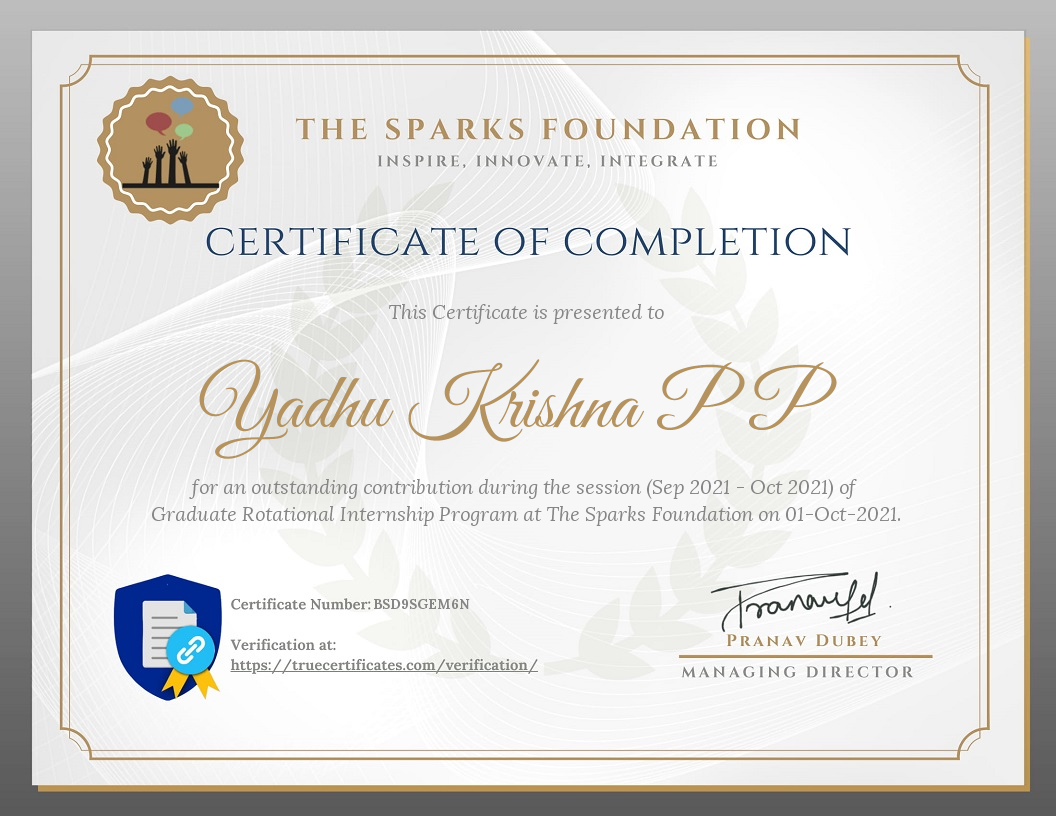 THE SPARKS FOUNDATION
INSPIRE, INNOVATE, INTEGRATE
CERTIFICATE OF COMPLETION
This Certificate is presented to
Yadhu Krishna P P
for an outstanding contribution during the session (Sep 2021 - Oct 2021) of
Graduate Rotational Internship Program at The Sparks Foundation on 01-Oct-2021.
Certificate Number: BSD9SGEM6N
Verification at:
https://truecertificates.com/verification/
PRANAV DUBEY
MANAGING DIRECTOR